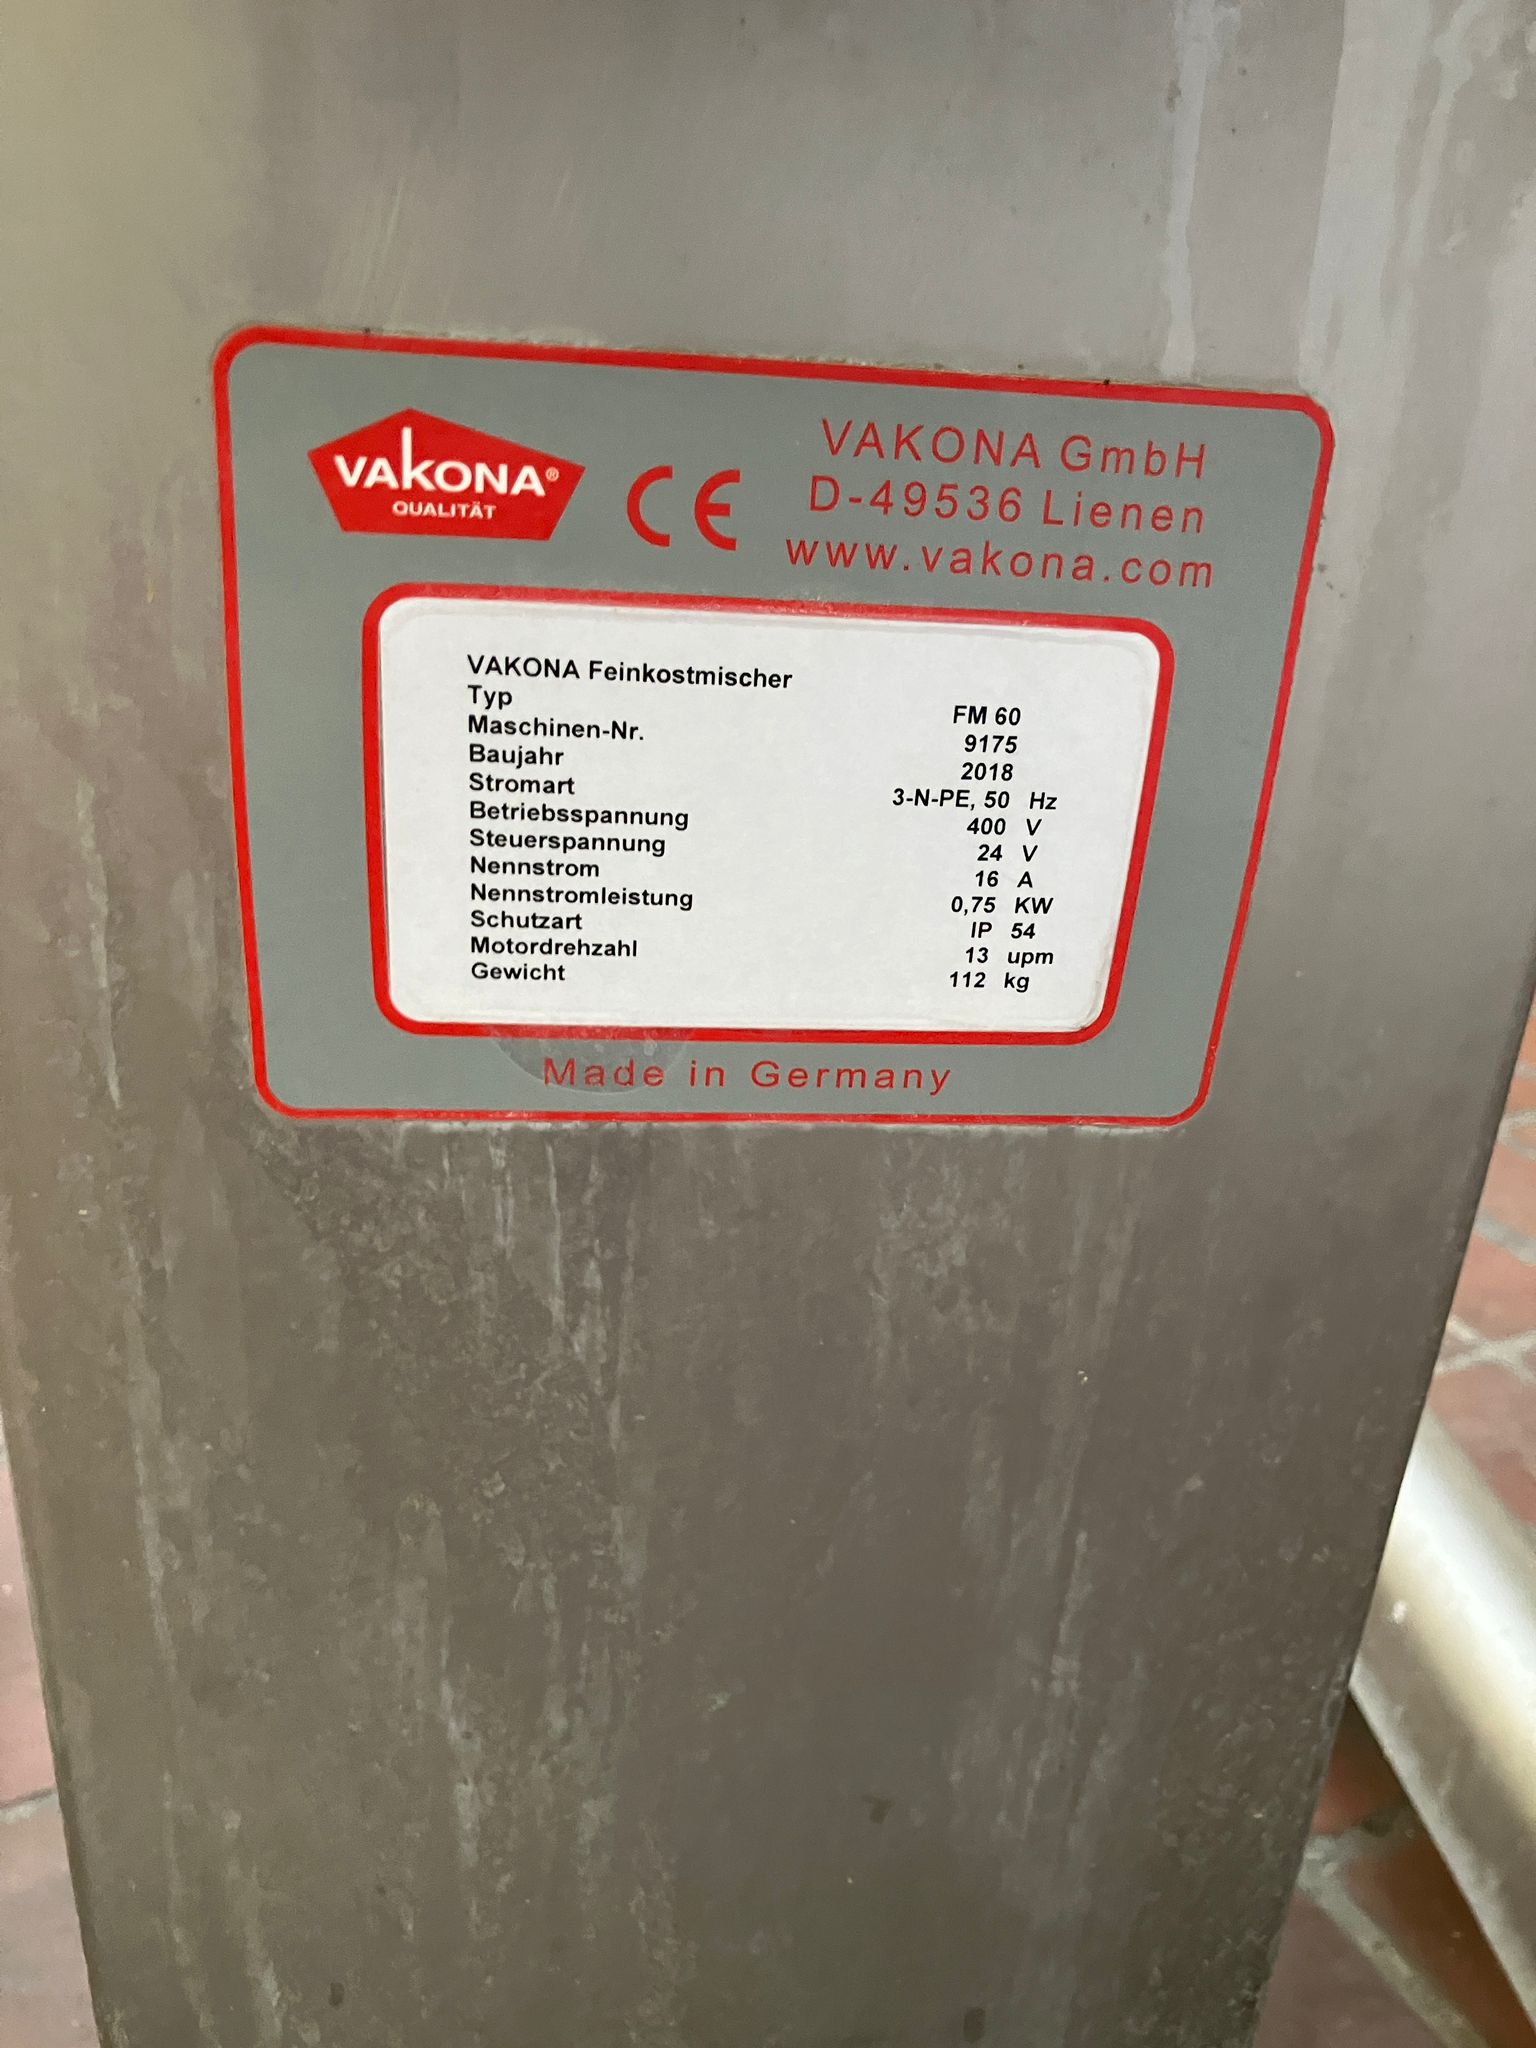 VAKONA®
QUALITÄT
CE
VAKONA GmbH
D-49536 Lienen
www.vakona.com
VAKONA Feinkostmischer
Typ FM 60
Maschinen-Nr. 9175
Baujahr 2018
Stromart 3-N-PE, 50 Hz
Betriebsspannung 400 V
Steuerspannung 24 V
Nennstrom 16 A
Nennstromleistung 0,75 KW
Schutzart IP 54
Motordrehzahl 13 upm
Gewicht 112 kg
Made in Germany